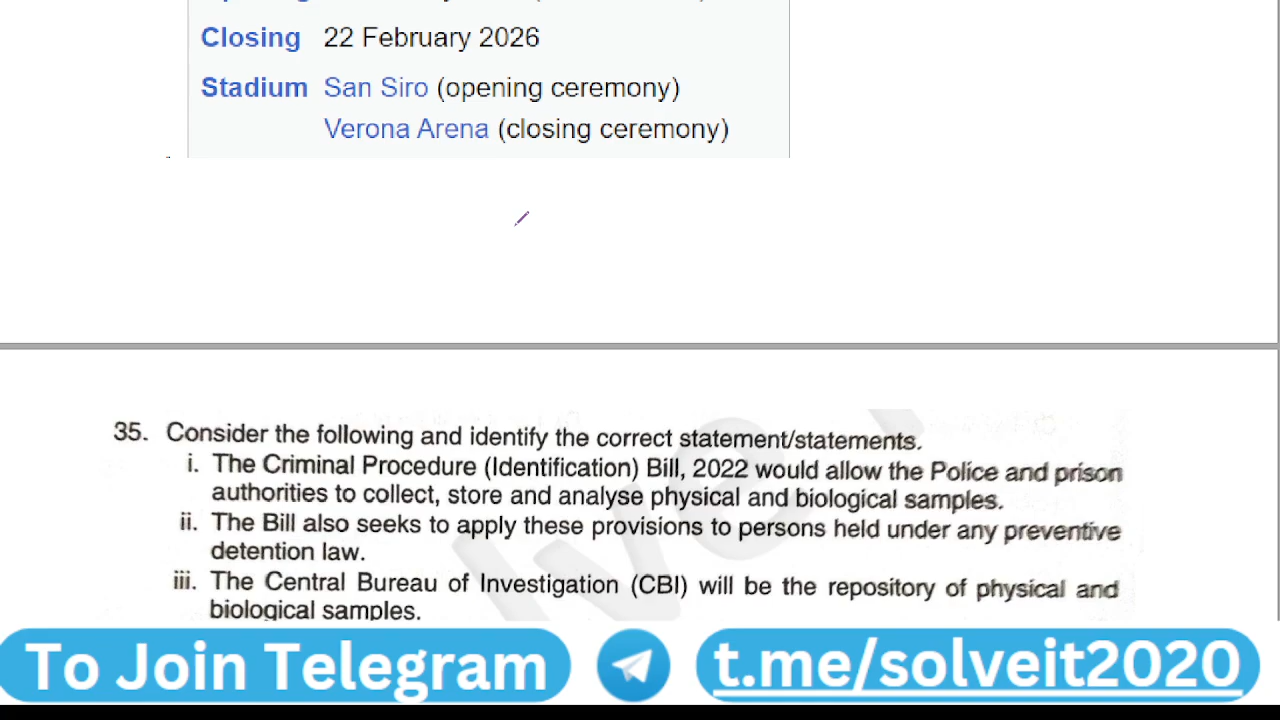 Closing 22 February 2026
Stadium San Siro (opening ceremony)
Verona Arena (closing ceremony)
35. Consider the following and identify the correct statement/statements.
i. The Criminal Procedure (Identification) Bill, 2022 would allow the Police and prison
authorities to collect, store and analyse physical and biological samples.
ii. The Bill also seeks to apply these provisions to persons held under any preventive
detention law.
iii. The Central Bureau of Investigation (CBI) will be the repository of physical and
biological samples.
To Join Telegram t.me/solveit2020